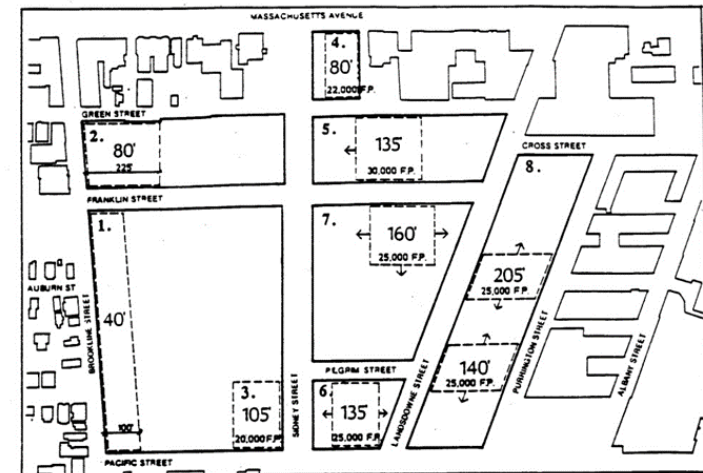 MASSACHUSETTS AVENUE
4.
80'
22,000 F.P.
GREEN STREET
2.
80'
225'
5.
135'
30,000 F.P.
CROSS STREET
8.
FRANKLIN STREET
1.
7.
160'
25,000 F.P.
205'
25,000 F.P.
AUBURN ST
BROOKLINE STREET
40'
SIDNEY STREET
PILGRIM STREET
LANDSDOWNE STREET
PURRINGTON STREET
ALBANY STREET
140'
25,000 F.P.
3.
105'
20,000 F.P.
6.
135'
25,000 F.P.
100'
PACIFIC STREET